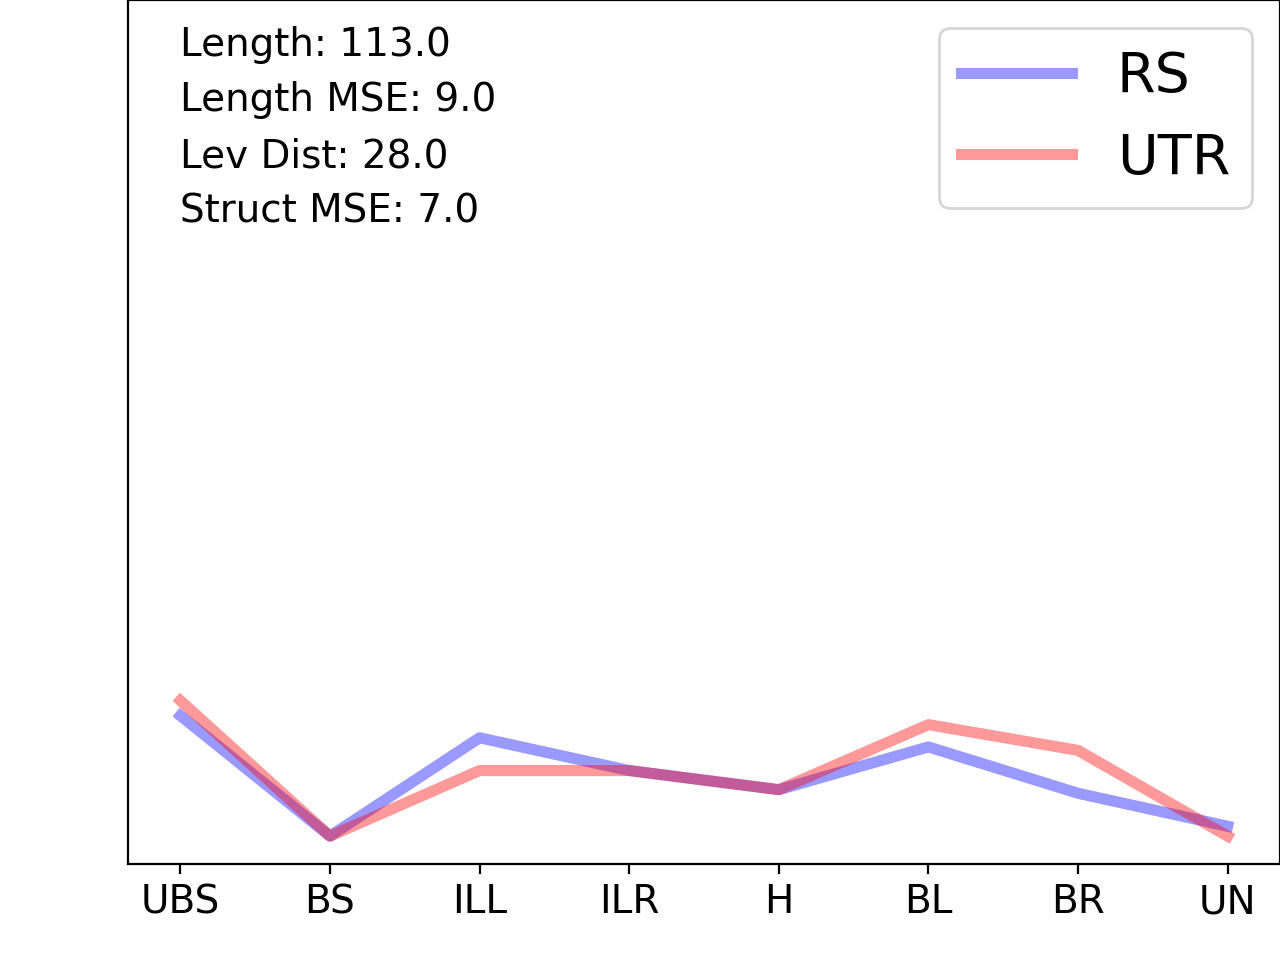 Length: 113.0
Length MSE: 9.0
Lev Dist: 28.0
Struct MSE: 7.0
RS
UTR
UBS BS ILL ILR H BL BR UN